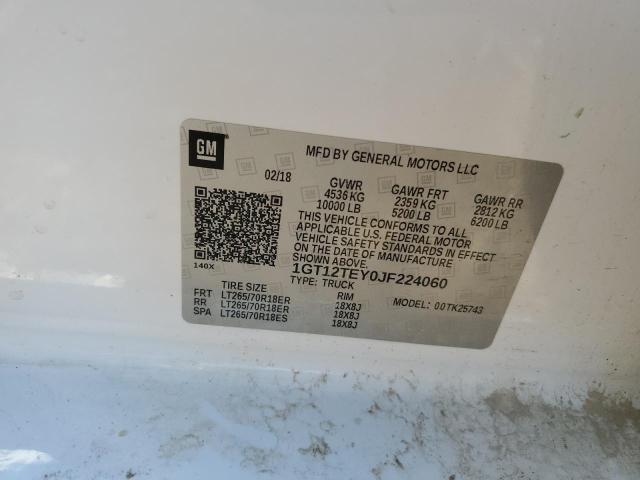 GM
MFD BY GENERAL MOTORS LLC
02/18
GVWR GAWR FRT GAWR RR
4536 KG 2359 KG 2812 KG
10000 LB 5200 LB 6200 LB
THIS VEHICLE CONFORMS TO ALL
APPLICABLE U.S. FEDERAL MOTOR
VEHICLE SAFETY STANDARDS IN EFFECT
ON THE DATE OF MANUFACTURE
SHOWN ABOVE.
140X
1GT12TEY0JF224060
TYPE: TRUCK
MODEL: 00TK25743
TIRE SIZE RIM
FRT LT265/70R18ER 18X8J
RR LT265/70R18ER 18X8J
SPA LT265/70R18ES 18X8J